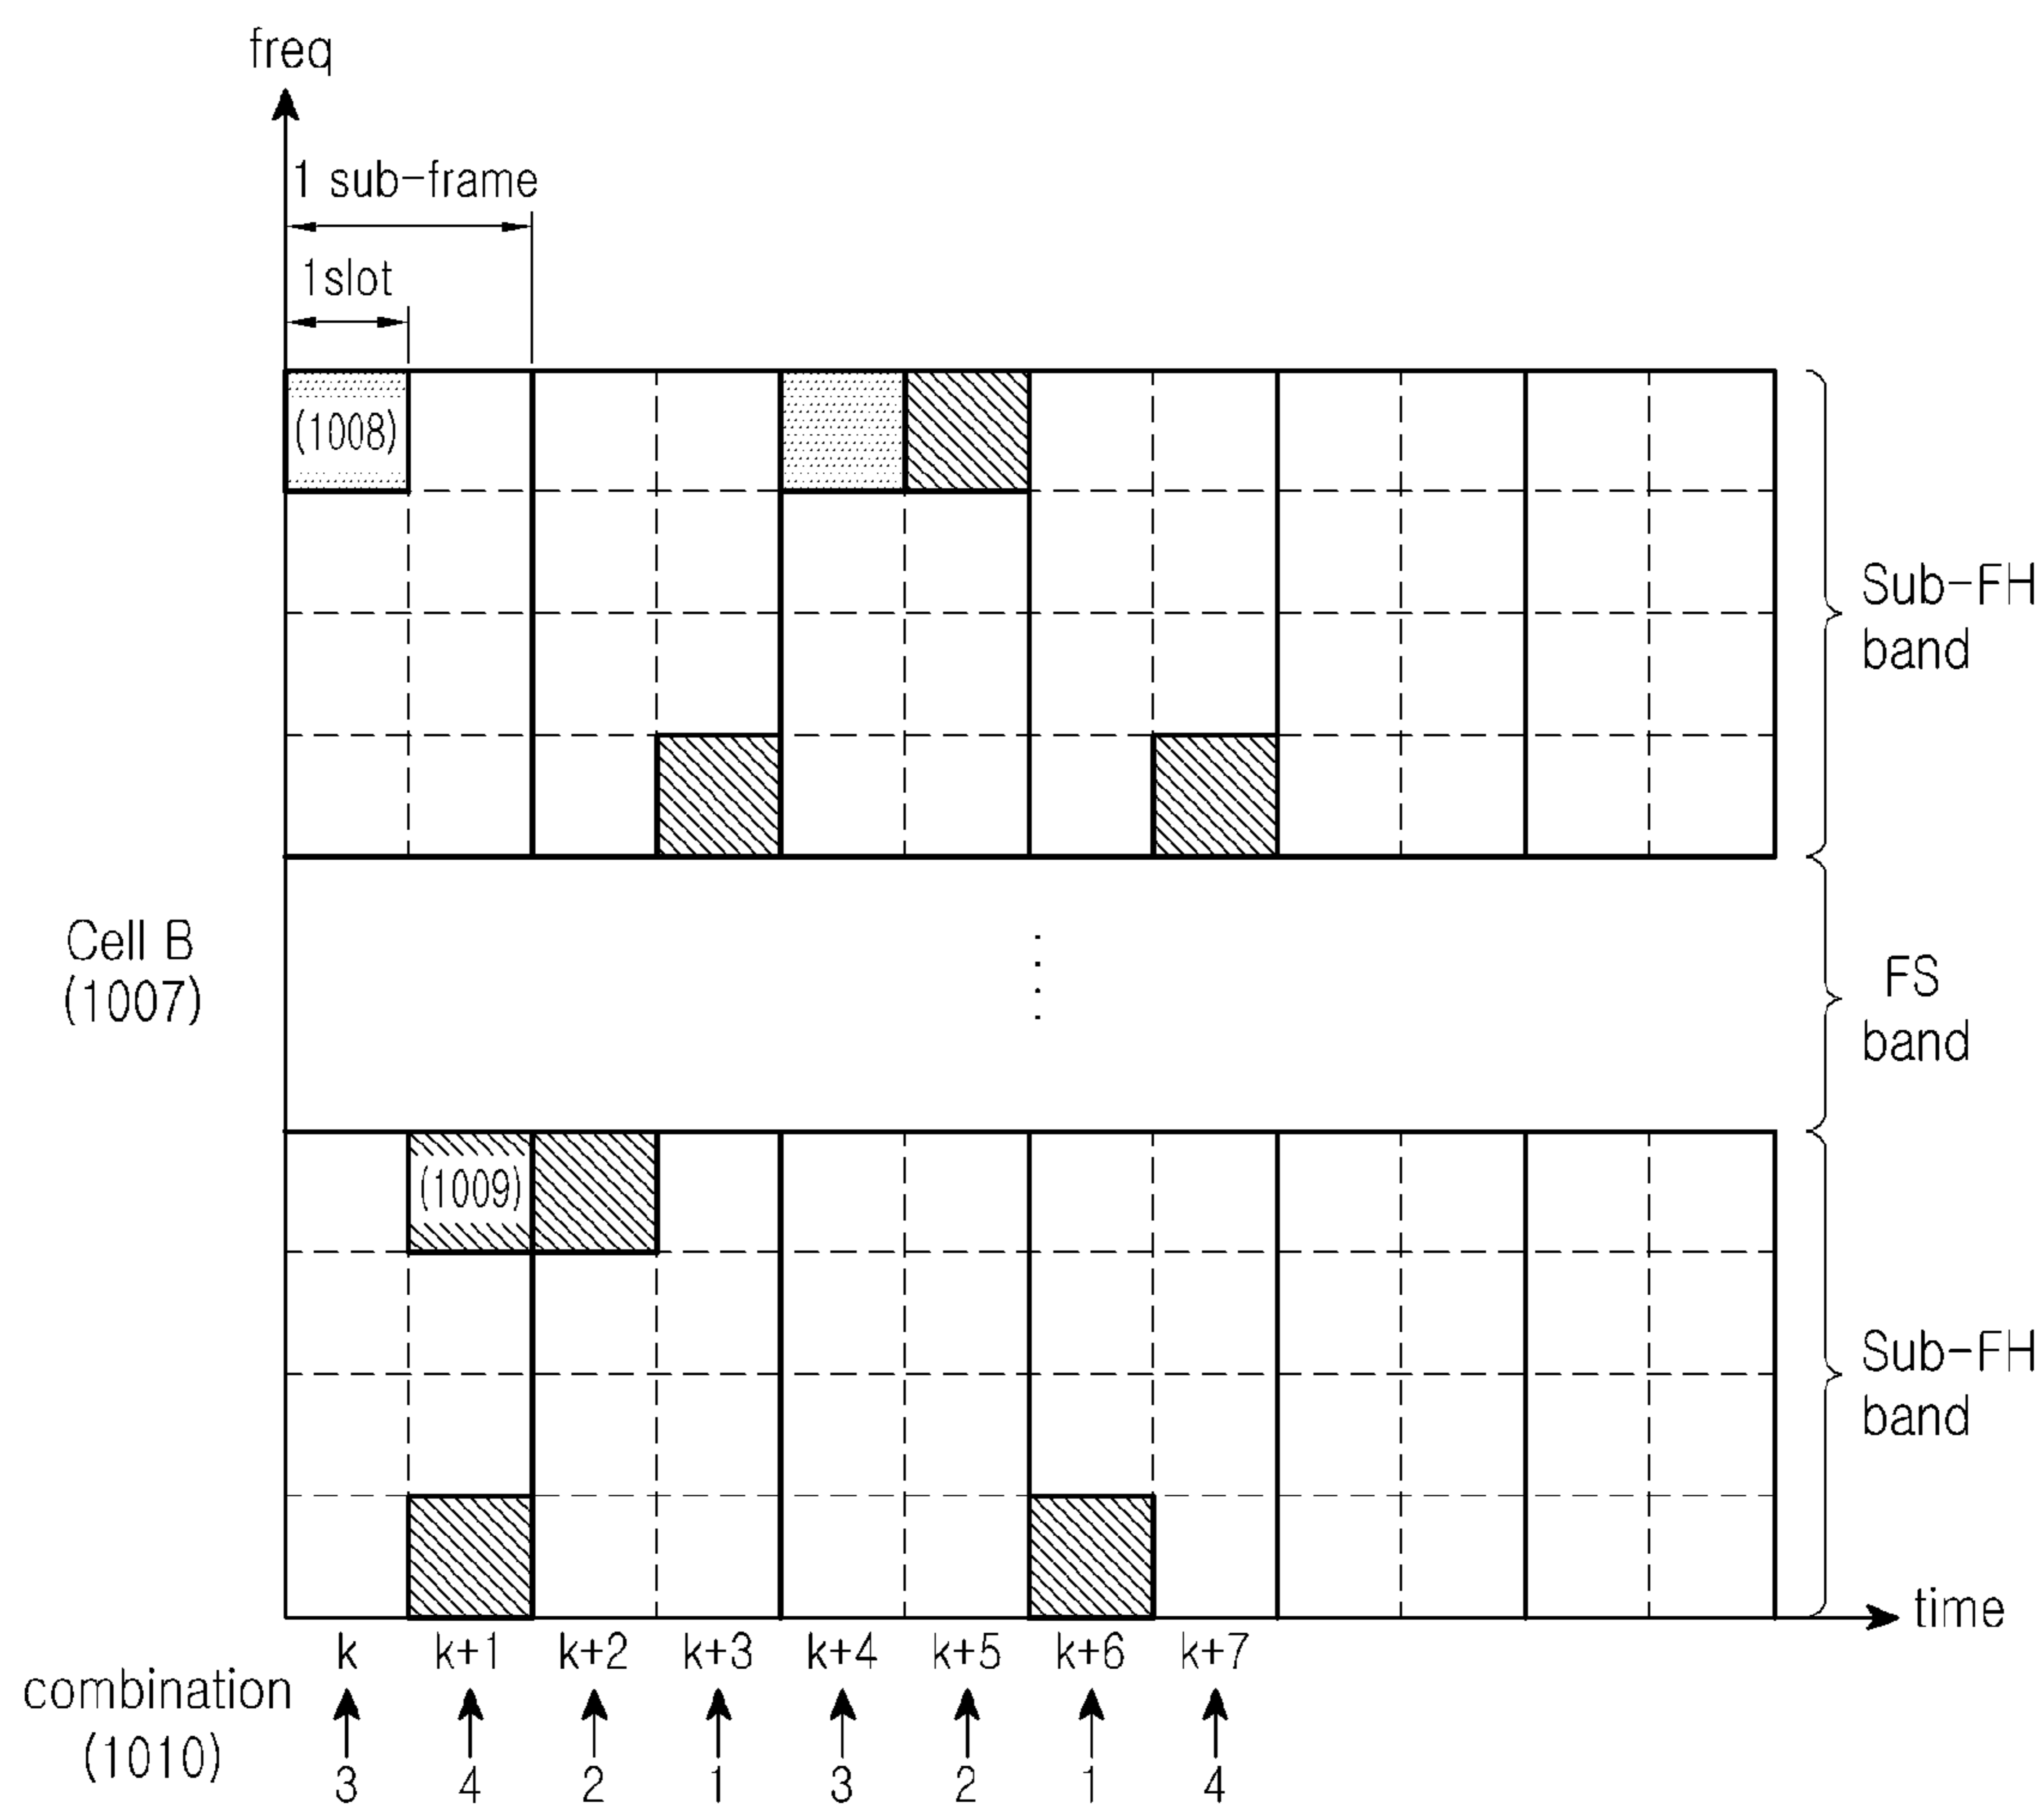 freq
1 sub-frame
1slot
(1008)
Sub-FH
band
Cell B
(1007)
FS
band
(1009)
Sub-FH
band
time
k k+1 k+2 k+3 k+4 k+5 k+6 k+7
combination
(1010)
3 4 2 1 3 2 1 4